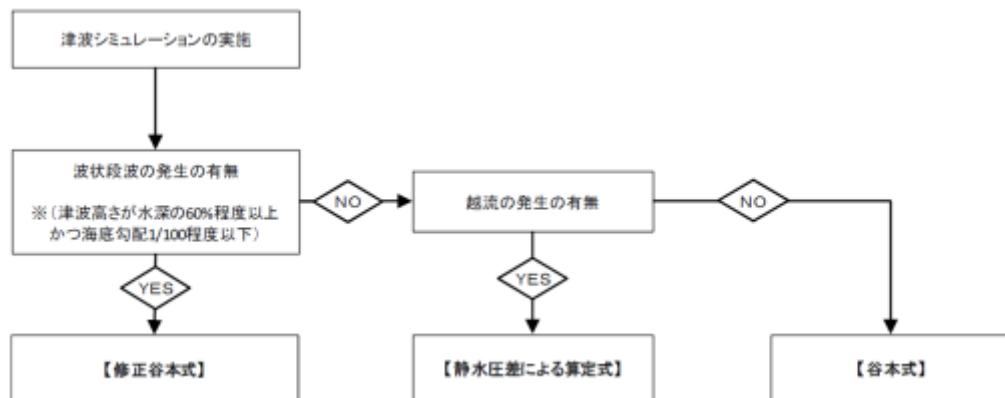 津波シミュレーションの実施
波状段波の発生の有無
※(津波高さが水深の60%程度以上
かつ海底勾配1/100程度以下)
NO
越流の発生の有無
NO
YES
YES
【修正谷本式】
【静水圧差による算定式】
【谷本式】